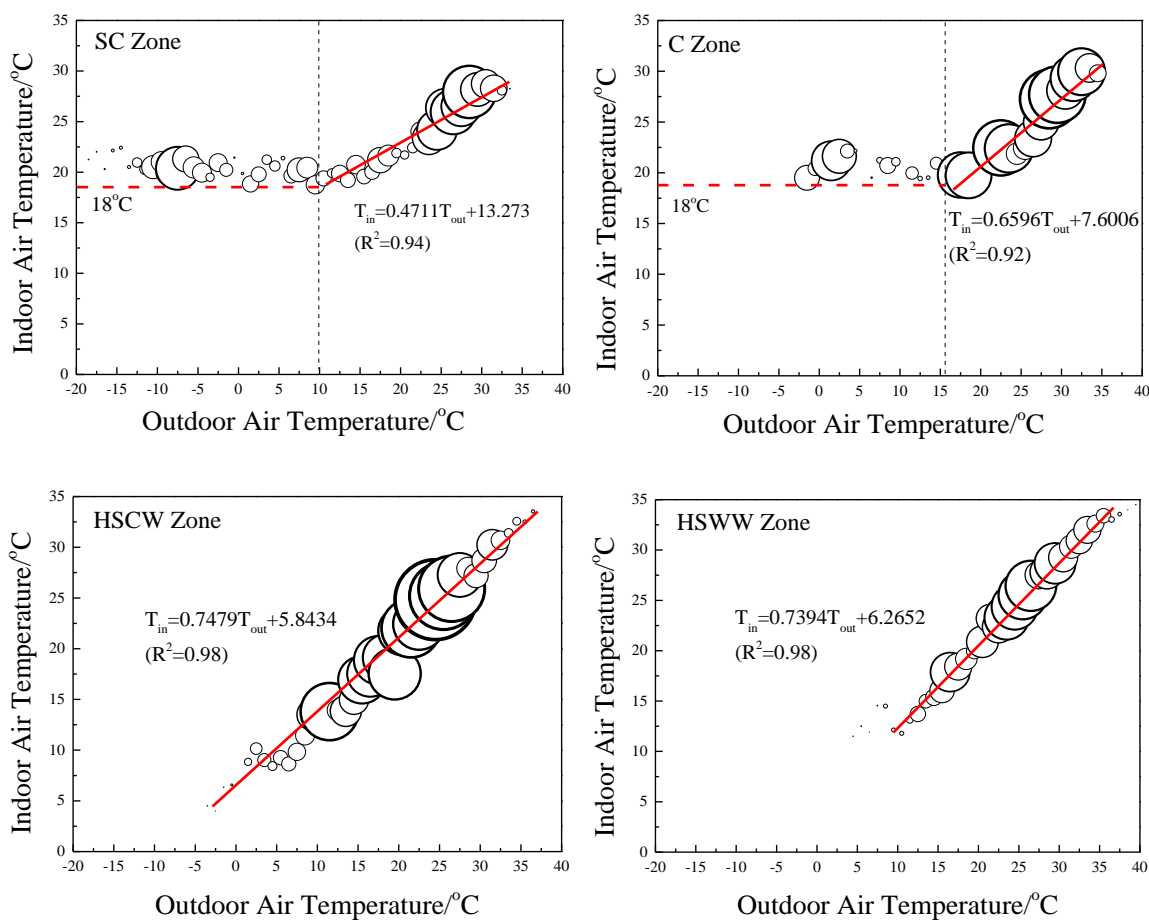 SC Zone
35
30
25
20
15
10
5
0
18°C
T_in=0.4711T_out+13.273
(R²=0.94)
-20 -15 -10 -5 0 5 10 15 20 25 30 35 40
Indoor Air Temperature/°C
Outdoor Air Temperature/°C
C Zone
35
30
25
20
15
10
5
0
18°C
T_in=0.6596T_out+7.6006
(R²=0.92)
-20 -15 -10 -5 0 5 10 15 20 25 30 35 40
Indoor Air Temperature/°C
Outdoor Air Temperature/°C
HSCW Zone
35
30
25
20
15
10
5
0
T_in=0.7479T_out+5.8434
(R²=0.98)
-20 -15 -10 -5 0 5 10 15 20 25 30 35 40
Indoor Air Temperature/°C
Outdoor Air Temperature/°C
HSWW Zone
35
30
25
20
15
10
5
0
T_in=0.7394T_out+6.2652
(R²=0.98)
-20 -15 -10 -5 0 5 10 15 20 25 30 35 40
Indoor Air Temperature/°C
Outdoor Air Temperature/°C